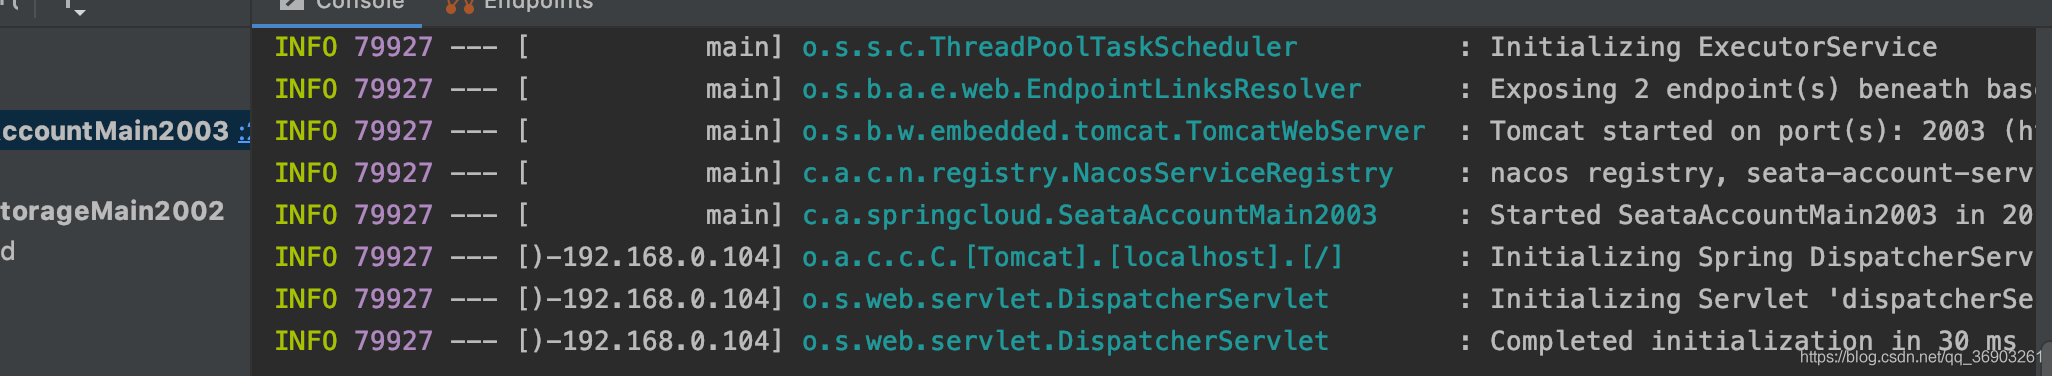 Console Endpoints
INFO 79927 --- [           main] o.s.s.c.ThreadPoolTaskScheduler          : Initializing ExecutorService
INFO 79927 --- [           main] o.s.b.a.e.web.EndpointLinksResolver      : Exposing 2 endpoint(s) beneath bas
ccountMain2003 :2
INFO 79927 --- [           main] o.s.b.w.embedded.tomcat.TomcatWebServer  : Tomcat started on port(s): 2003 (ht
INFO 79927 --- [           main] c.a.c.n.registry.NacosServiceRegistry    : nacos registry, seata-account-serv
torageMain2002
INFO 79927 --- [           main] c.a.springcloud.SeataAccountMain2003     : Started SeataAccountMain2003 in 20
d
INFO 79927 --- [)-192.168.0.104] o.a.c.c.C.[Tomcat].[localhost].[/]       : Initializing Spring DispatcherServ
INFO 79927 --- [)-192.168.0.104] o.s.web.servlet.DispatcherServlet        : Initializing Servlet 'dispatcherSe
INFO 79927 --- [)-192.168.0.104] o.s.web.servlet.DispatcherServlet        : Completed initialization in 30 ms
https://blog.csdn.net/qq_36903261